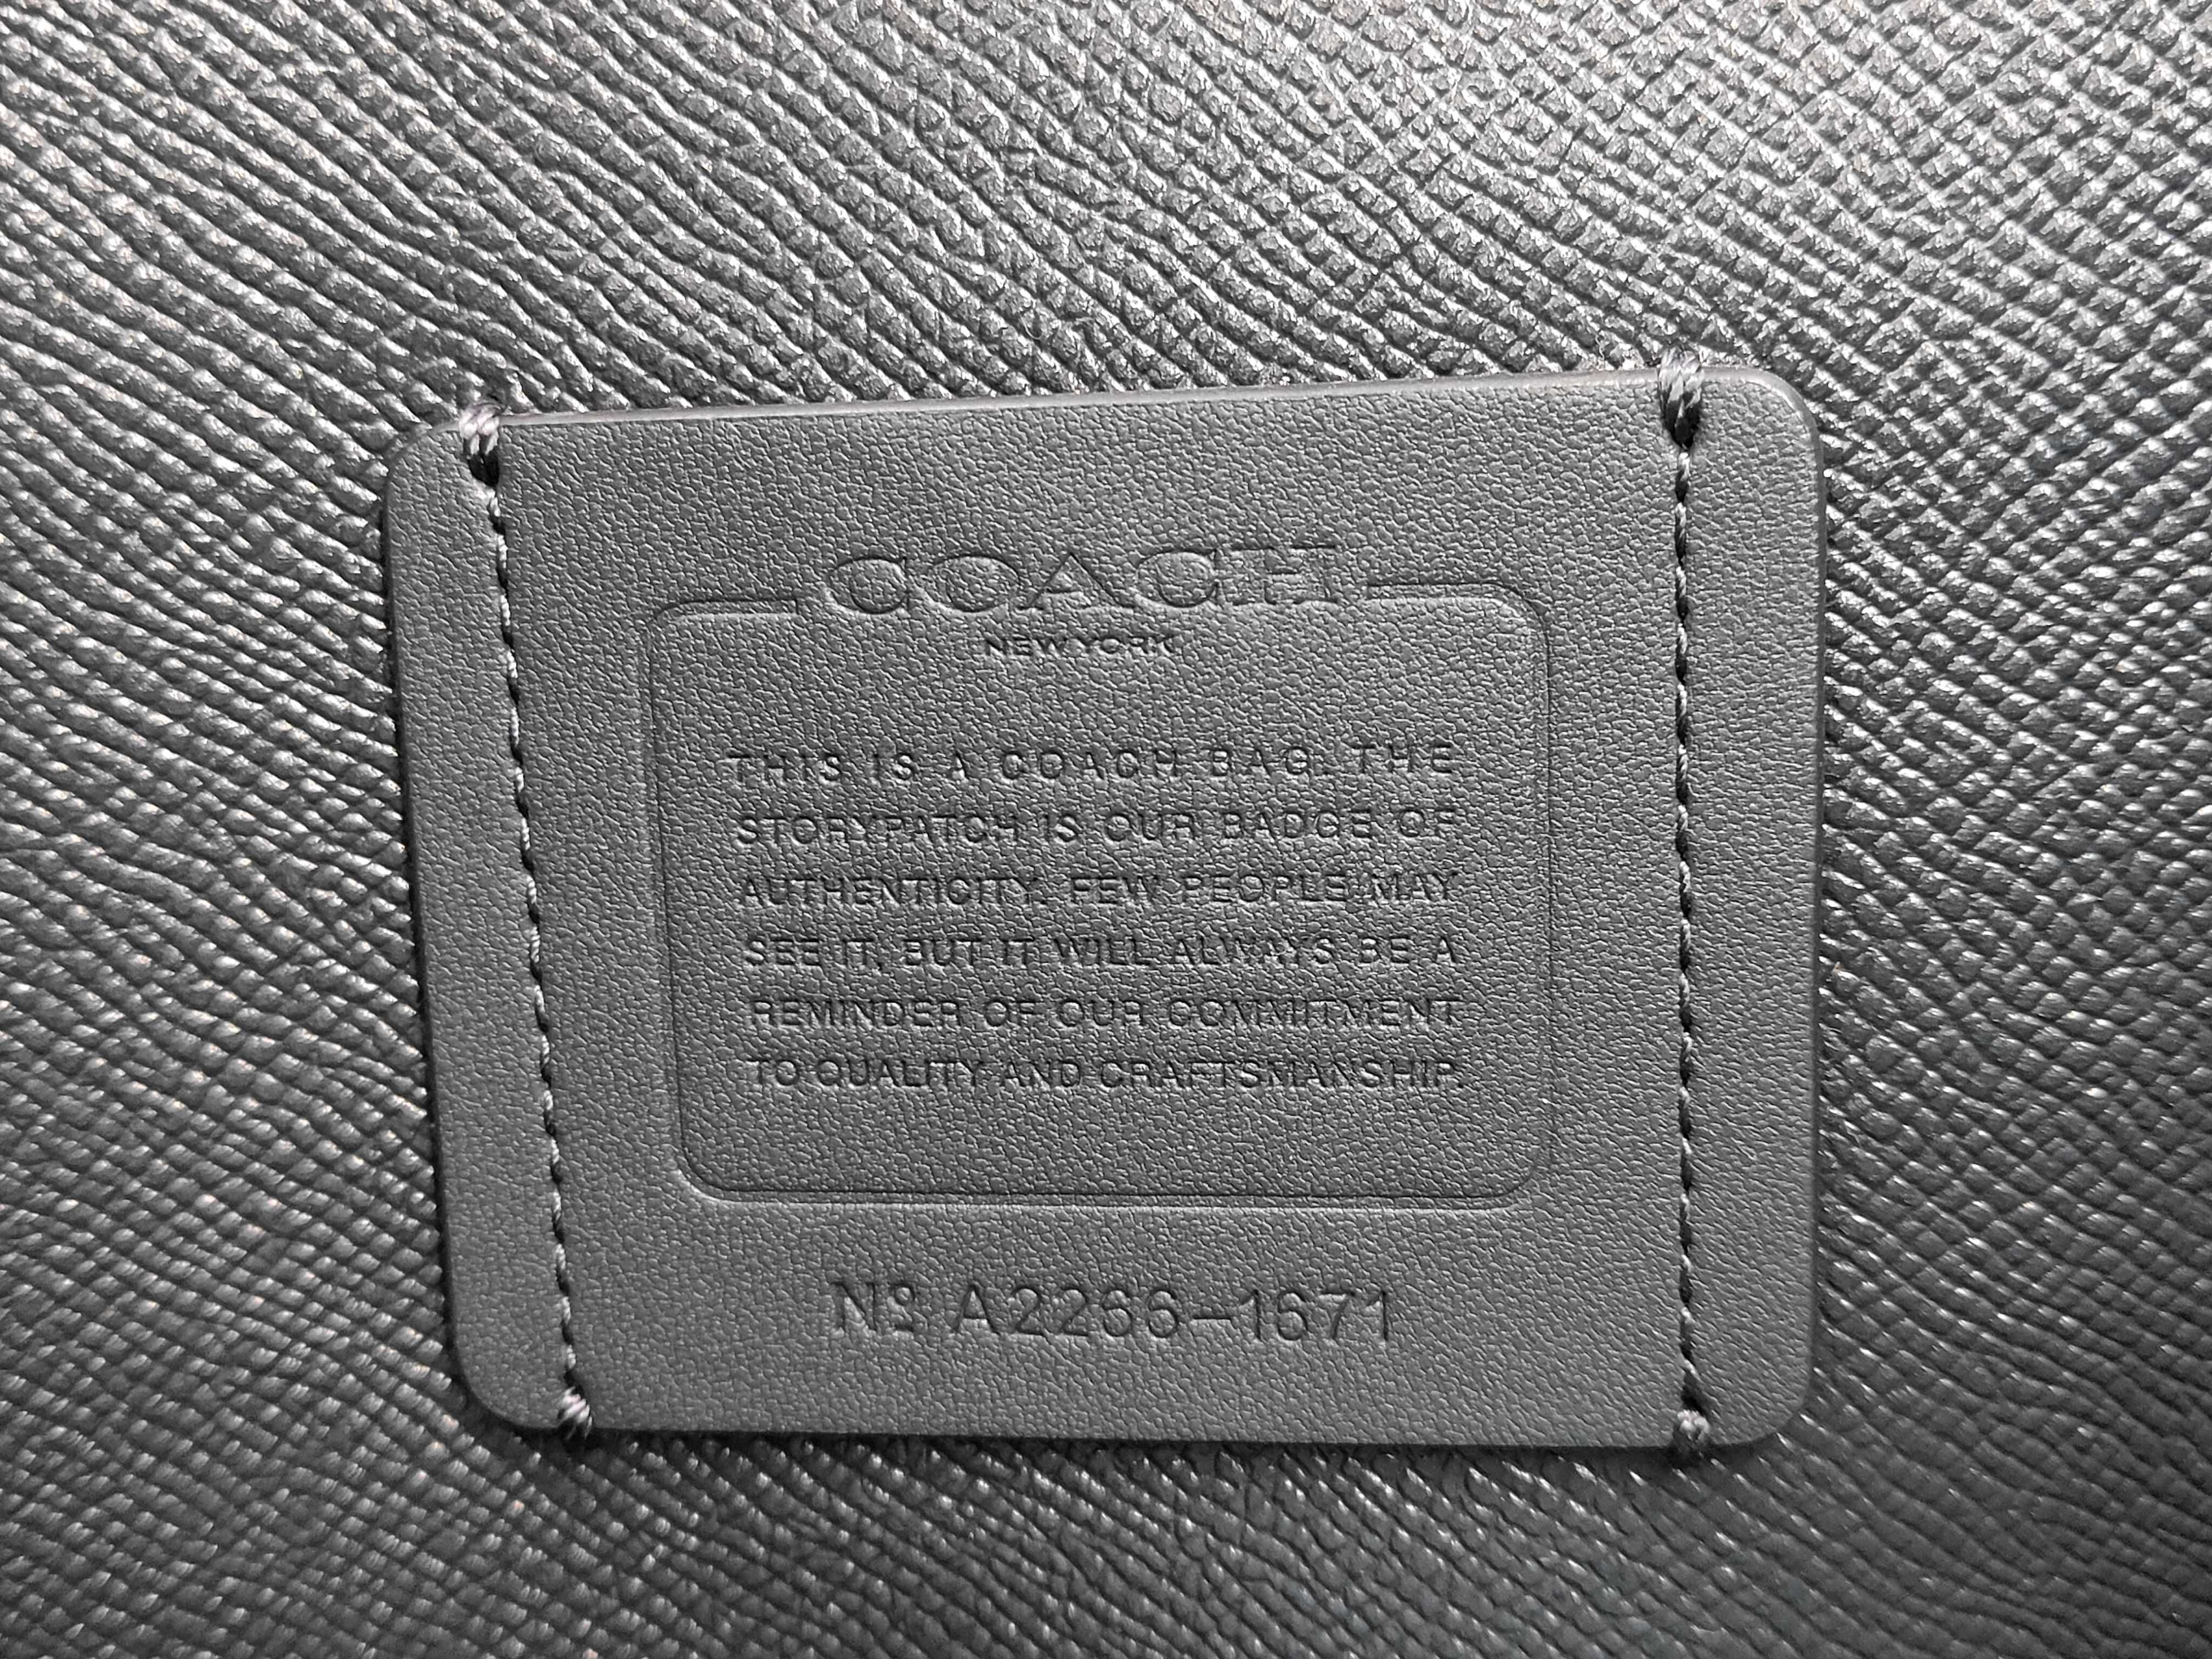 COACH
NEW YORK
THIS IS A COACH BAG. THE
STORYPATCH IS OUR BADGE OF
AUTHENTICITY. FEW PEOPLE MAY
SEE IT, BUT IT WILL ALWAYS BE A
REMINDER OF OUR COMMITMENT
TO QUALITY AND CRAFTSMANSHIP.
Nº A2266-1671